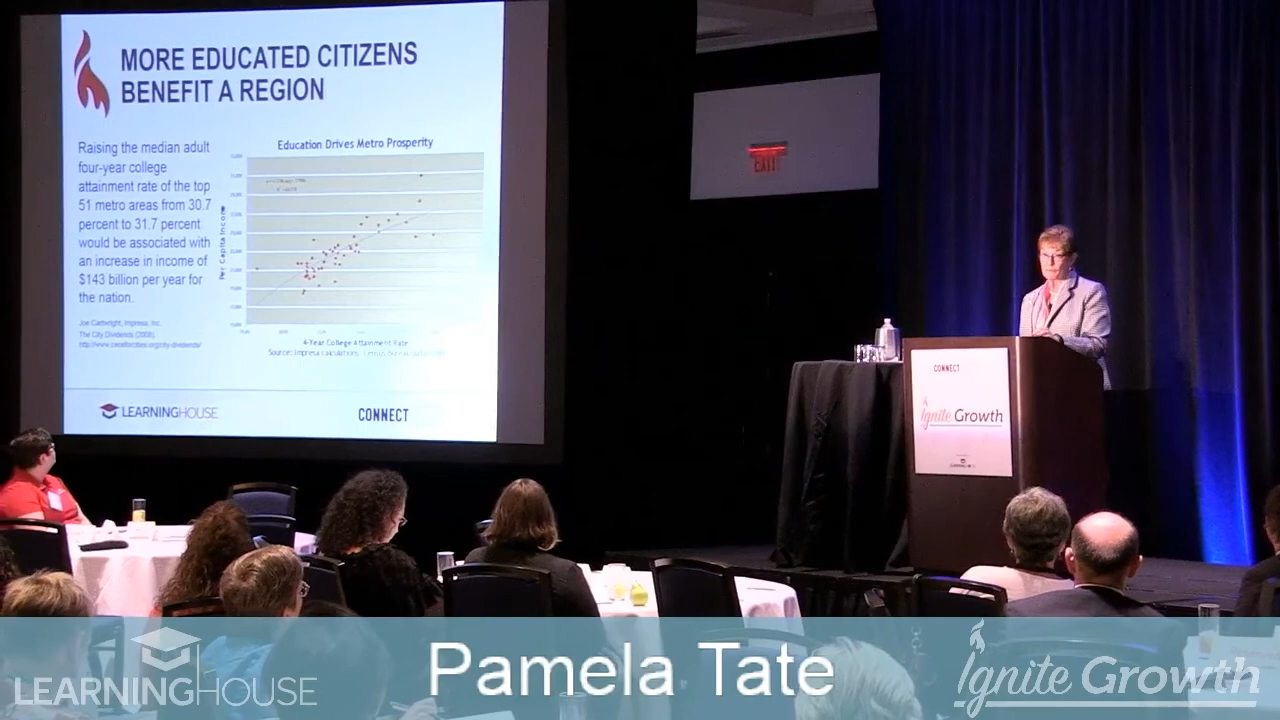 MORE EDUCATED CITIZENS
BENEFIT A REGION
Raising the median adult
four-year college
attainment rate of the top
51 metro areas from 30.7
percent to 31.7 percent
would be associated with
an increase in income of
$143 billion per year for
the nation.
Joe Cartwright, Impresa, Inc.
The City Dividends (2008),
Education Drives Metro Prosperity
Per Capita Income
4-Year College Attainment Rate
Source: Impresa calculations, Census Bureau
LEARNINGHOUSE
CONNECT
EXIT
CONNECT
Ignite Growth
Pamela Tate
LEARNINGHOUSE
Ignite Growth